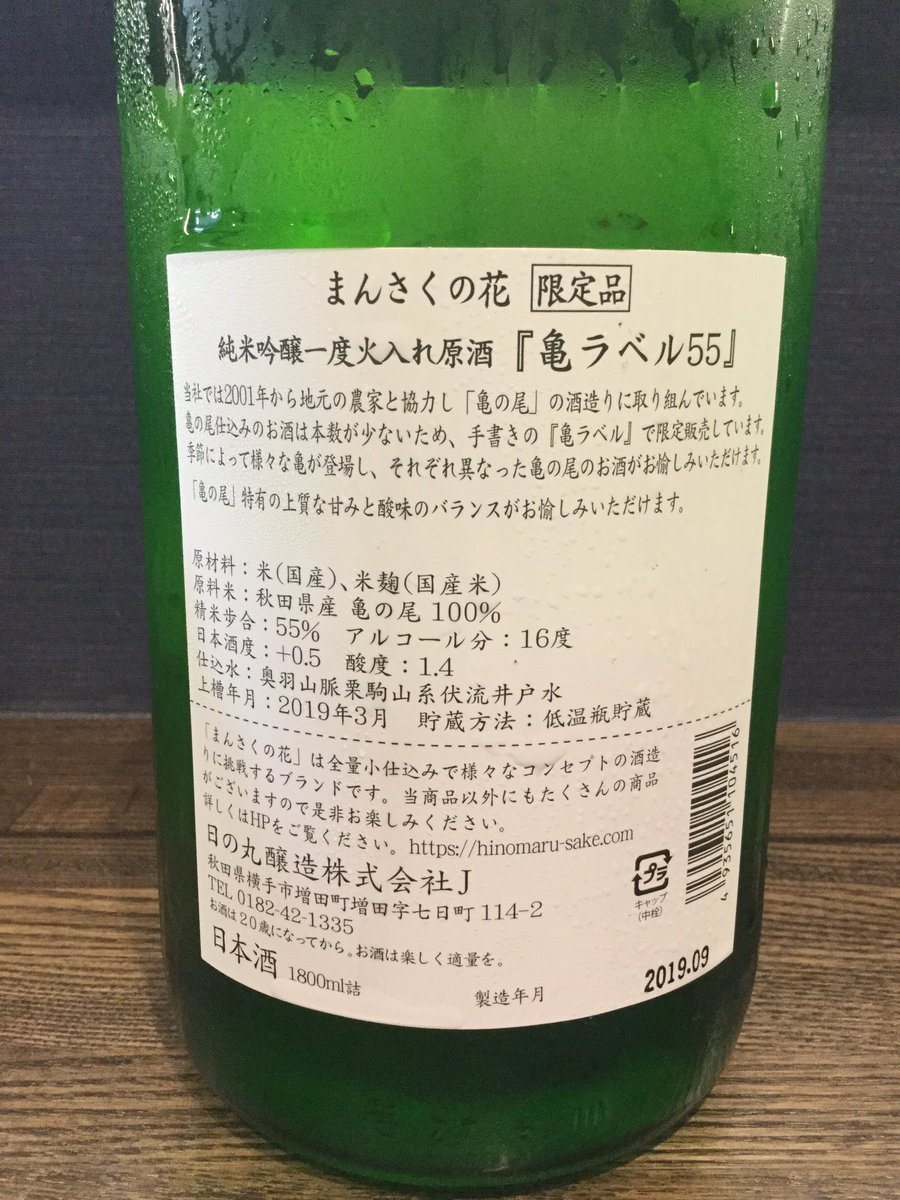 まんさくの花 限定品
純米吟醸一度火入れ原酒『亀ラベル55』
当社では2001年から地元の農家と協力し「亀の尾」の酒造りに取り組んでいます。
亀の尾仕込みのお酒は本数が少ないため、手書きの『亀ラベル』で限定販売しています。
季節によって様々な亀が登場し、それぞれ異なった亀の尾のお酒がお愉しみいただけます。
「亀の尾」特有の上質な甘みと酸味のバランスがお愉しみいただけます。
原材料：米(国産)、米麹(国産米)
原料米：秋田県産 亀の尾 100%
精米歩合：55% アルコール分：16度
日本酒度：+0.5 酸度：1.4
仕込水：奥羽山脈栗駒山系伏流井戸水
上槽年月：2019年3月 貯蔵方法：低温瓶貯蔵
「まんさくの花」は全量小仕込みで様々なコンセプトの酒造
りに挑戦するブランドです。当商品以外にもたくさんの商品
がございますので是非お楽しみください。
詳しくはHPをご覧ください。https://hinomaru-sake.com
日の丸醸造株式会社J
秋田県横手市増田町増田字七日町114-2
TEL 0182-42-1335
お酒は20歳になってから。お酒は楽しく適量を。
日本酒 1800ml詰
製造年月
2019.09
キャップ
(中栓)
4935651104516